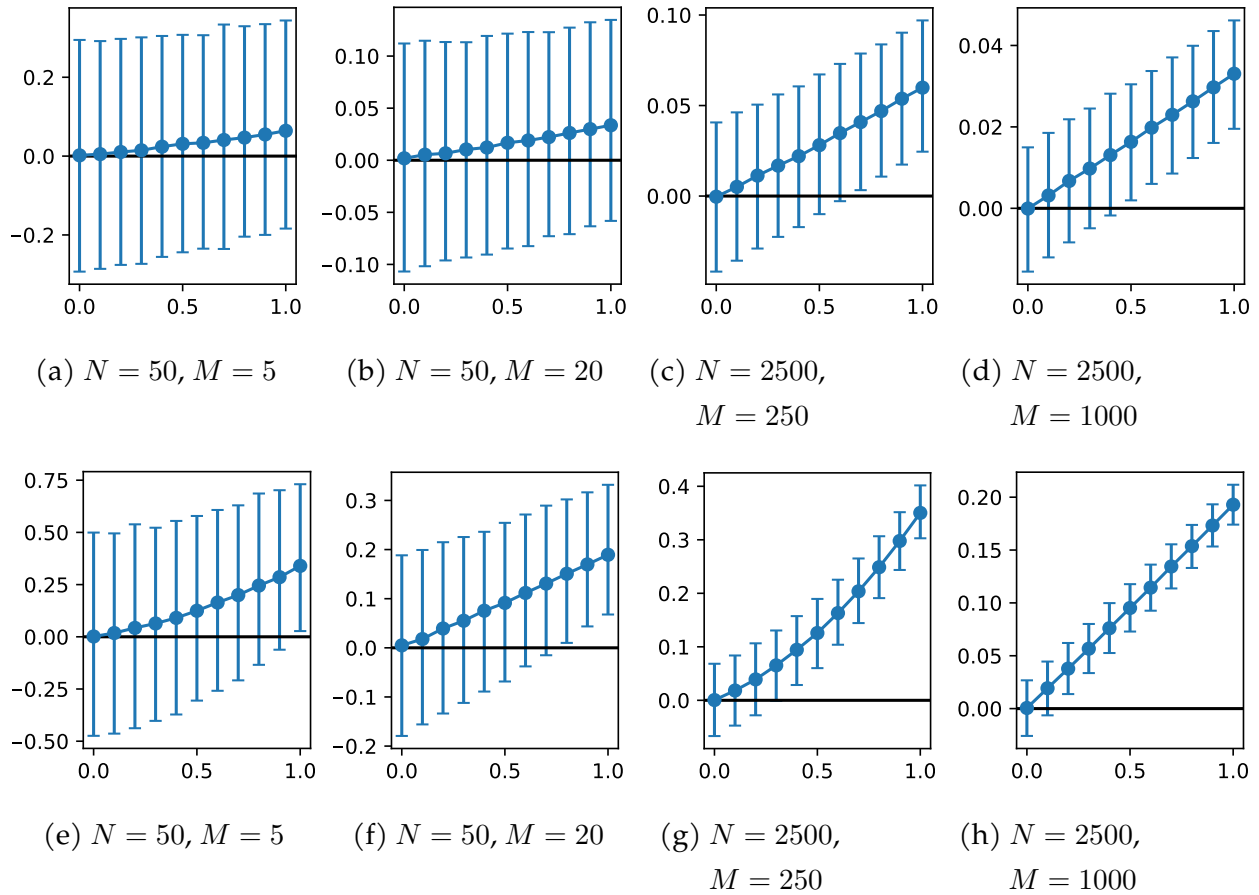 0.2
0.0
−0.2
0.0 0.5 1.0
0.10
0.05
0.00
−0.05
−0.10
0.0 0.5 1.0
0.10
0.05
0.00
0.0 0.5 1.0
0.04
0.02
0.00
0.0 0.5 1.0
(a) N = 50, M = 5
(b) N = 50, M = 20
(c) N = 2500,
M = 250
(d) N = 2500,
M = 1000
0.75
0.50
0.25
0.00
−0.25
−0.50
0.0 0.5 1.0
0.3
0.2
0.1
0.0
−0.1
−0.2
0.0 0.5 1.0
0.4
0.3
0.2
0.1
0.0
0.0 0.5 1.0
0.20
0.15
0.10
0.05
0.00
0.0 0.5 1.0
(e) N = 50, M = 5
(f) N = 50, M = 20
(g) N = 2500,
M = 250
(h) N = 2500,
M = 1000